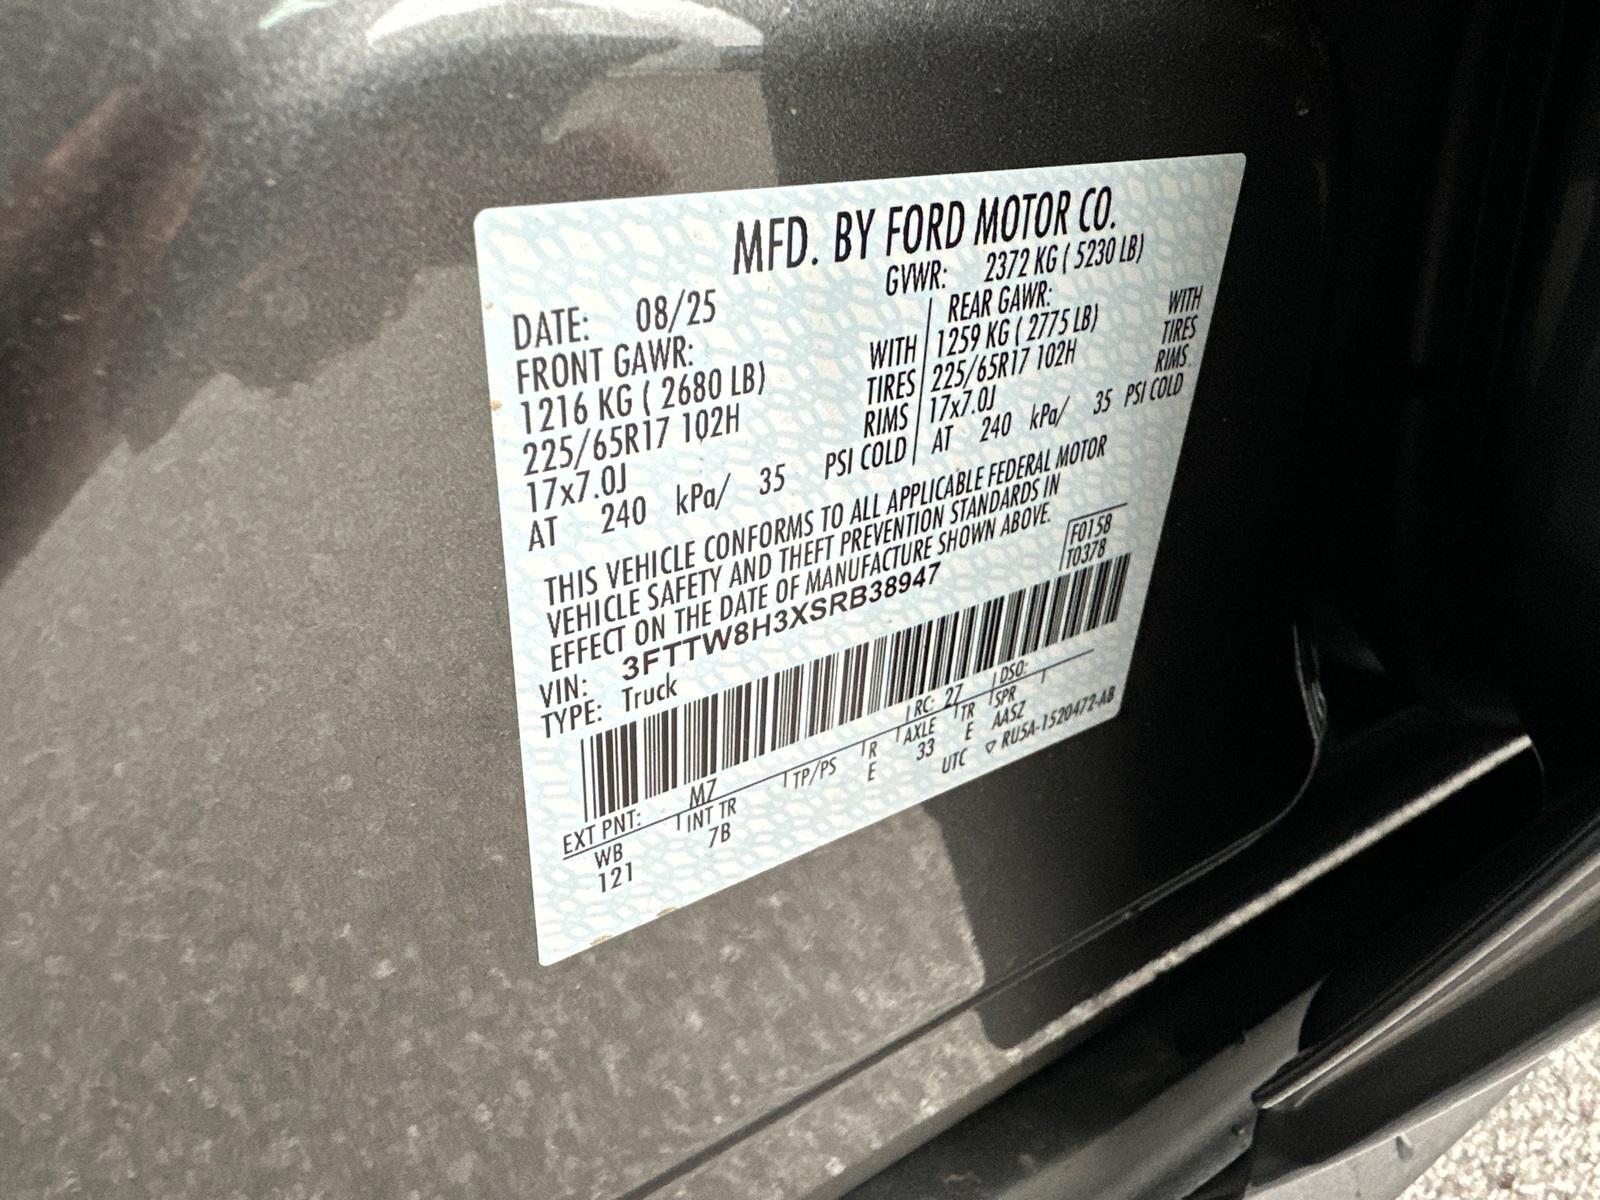 MFD. BY FORD MOTOR CO.
DATE: 08/25
GVWR: 2372 KG ( 5230 LB)
FRONT GAWR:
1216 KG ( 2680 LB) WITH
225/65R17 102H TIRES
17x7.0J RIMS
AT 240 kPa/ 35 PSI COLD
REAR GAWR:
1259 KG ( 2775 LB) WITH
225/65R17 102H TIRES
17x7.0J RIMS
AT 240 kPa/ 35 PSI COLD
THIS VEHICLE CONFORMS TO ALL APPLICABLE FEDERAL MOTOR
VEHICLE SAFETY AND THEFT PREVENTION STANDARDS IN
EFFECT ON THE DATE OF MANUFACTURE SHOWN ABOVE.
F0158
T0378
VIN: 3FTTW8H3XSRB38947
TYPE: Truck
EXT PNT: M7 RC: 27 DSO:
WB INT TR TP/PS R AXLE TR SPR
121 7B E 33 E AASZ
UTC ▽ RU5A-1520472-AB